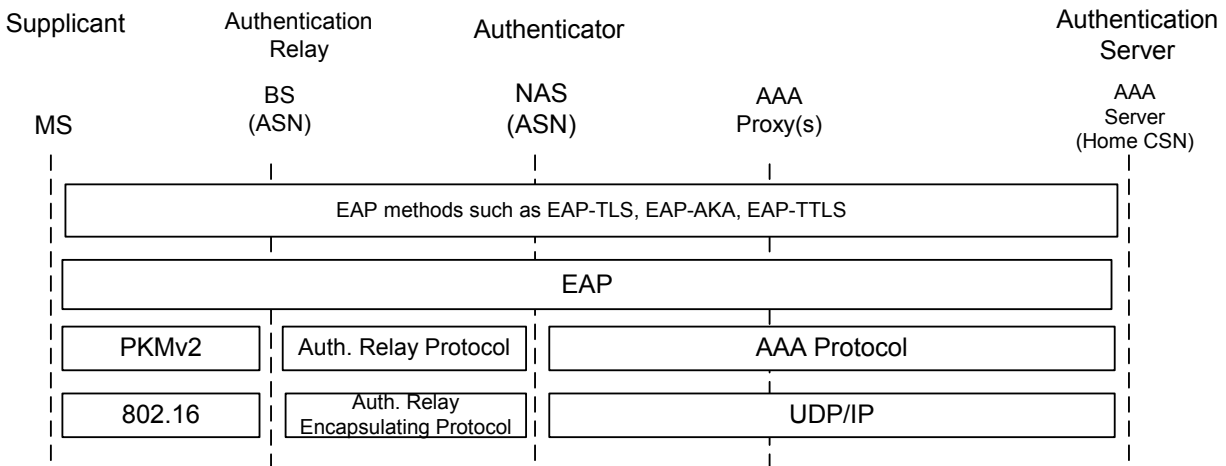 Supplicant
Authentication
Relay
Authenticator
Authentication
Server
MS
BS
(ASN)
NAS
(ASN)
AAA
Proxy(s)
AAA
Server
(Home CSN)
EAP methods such as EAP-TLS, EAP-AKA, EAP-TTLS
EAP
PKMv2
Auth. Relay Protocol
AAA Protocol
802.16
Auth. Relay
Encapsulating Protocol
UDP/IP